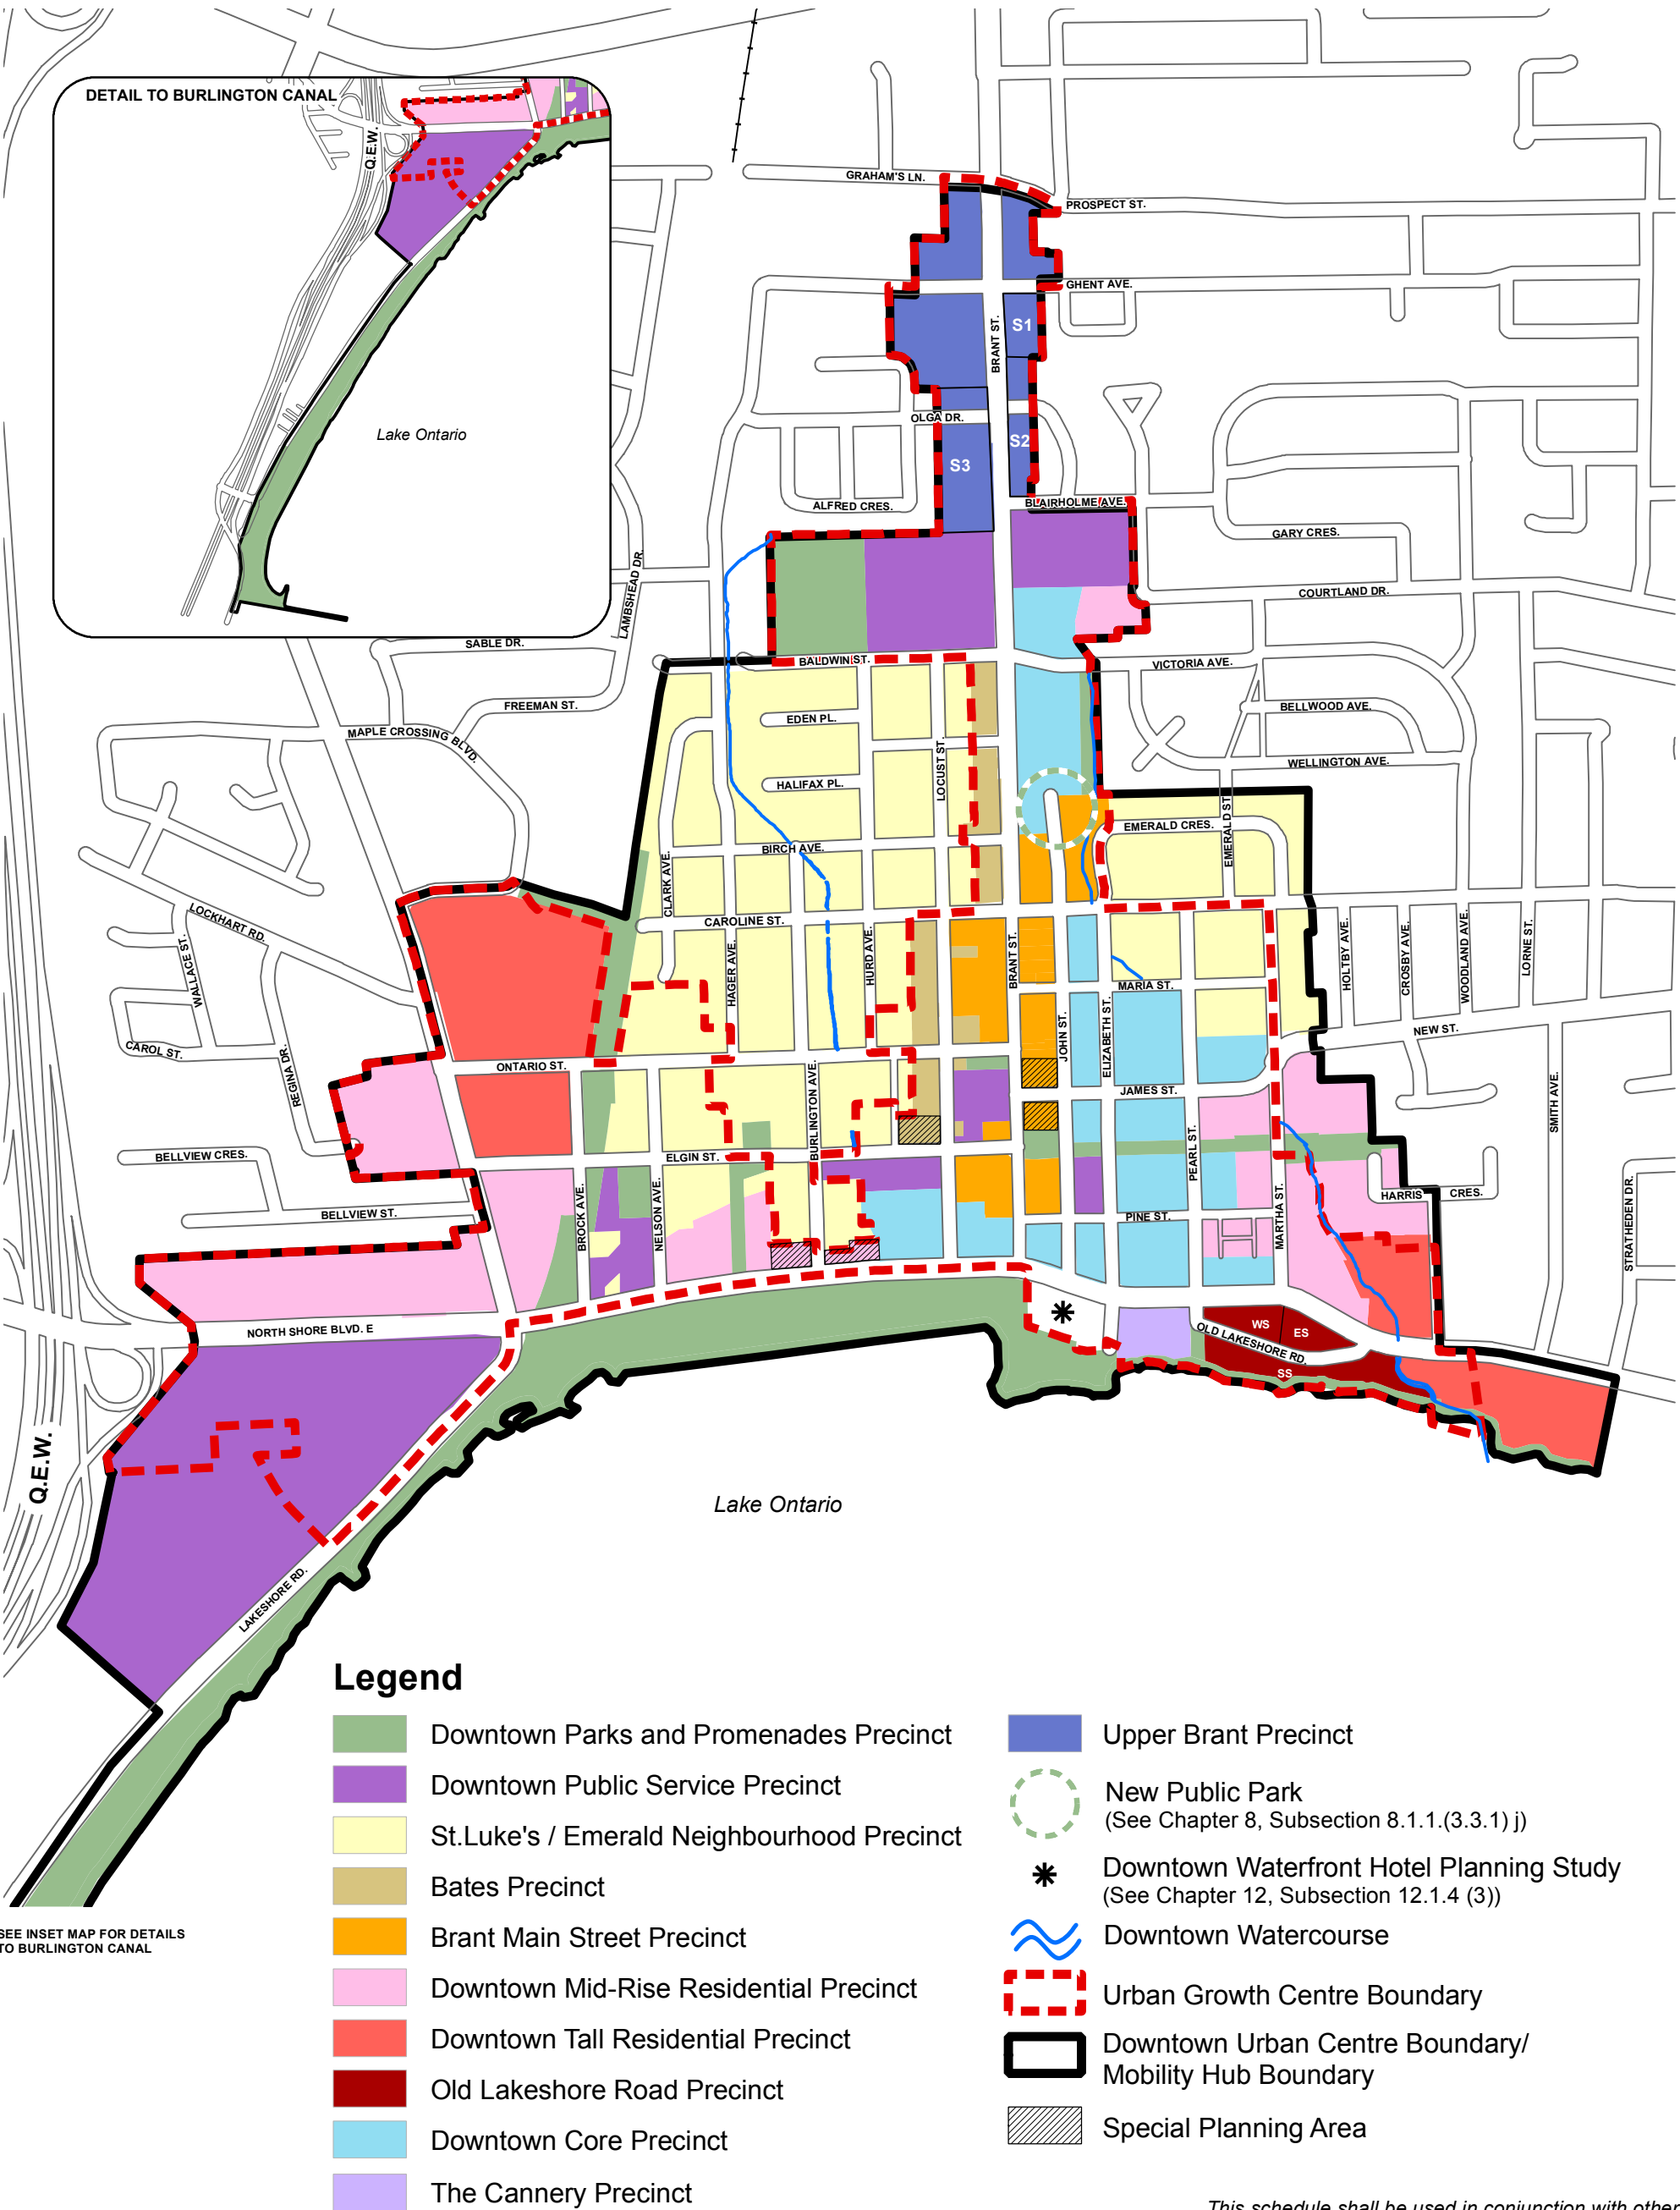 DETAIL TO BURLINGTON CANAL
Q.E.W.
Lake Ontario
GRAHAM'S LN.
PROSPECT ST.
GHENT AVE.
BRANT ST.
S1
OLGA DR.
S2
S3
ALFRED CRES.
BLAIRHOLME AVE.
GARY CRES.
COURTLAND DR.
LAMBSHEAD DR.
SABLE DR.
BALDWIN ST.
VICTORIA AVE.
FREEMAN ST.
EDEN PL.
BELLWOOD AVE.
MAPLE CROSSING BLVD.
LOCUST ST.
HALIFAX PL.
WELLINGTON AVE.
EMERALD CRES.
EMERALD ST.
BIRCH AVE.
CLARK AVE.
LOCKHART RD.
CAROLINE ST.
WALLACE ST.
HAGER AVE.
HURD AVE.
BRANT ST.
HOLTBY AVE.
CROSBY AVE.
WOODLAND AVE.
LORNE ST.
MARIA ST.
JOHN ST.
ELIZABETH ST.
NEW ST.
CAROL ST.
REGINA DR.
ONTARIO ST.
BURLINGTON AVE.
JAMES ST.
SMITH AVE.
PEARL ST.
BELLVIEW CRES.
ELGIN ST.
BELLVIEW ST.
BROCK AVE.
NELSON AVE.
PINE ST.
MARTHA ST.
HARRIS CRES.
STRATHEDEN DR.
NORTH SHORE BLVD. E
WS
ES
OLD LAKESHORE RD.
SS
Q.E.W.
Lake Ontario
LAKESHORE RD.
SEE INSET MAP FOR DETAILS
TO BURLINGTON CANAL
Legend
Downtown Parks and Promenades Precinct
Downtown Public Service Precinct
St.Luke's / Emerald Neighbourhood Precinct
Bates Precinct
Brant Main Street Precinct
Downtown Mid-Rise Residential Precinct
Downtown Tall Residential Precinct
Old Lakeshore Road Precinct
Downtown Core Precinct
The Cannery Precinct
Upper Brant Precinct
New Public Park
(See Chapter 8, Subsection 8.1.1.(3.3.1) j)
Downtown Waterfront Hotel Planning Study
(See Chapter 12, Subsection 12.1.4 (3))
Downtown Watercourse
Urban Growth Centre Boundary
Downtown Urban Centre Boundary/
Mobility Hub Boundary
Special Planning Area
This schedule shall be used in conjunction with other